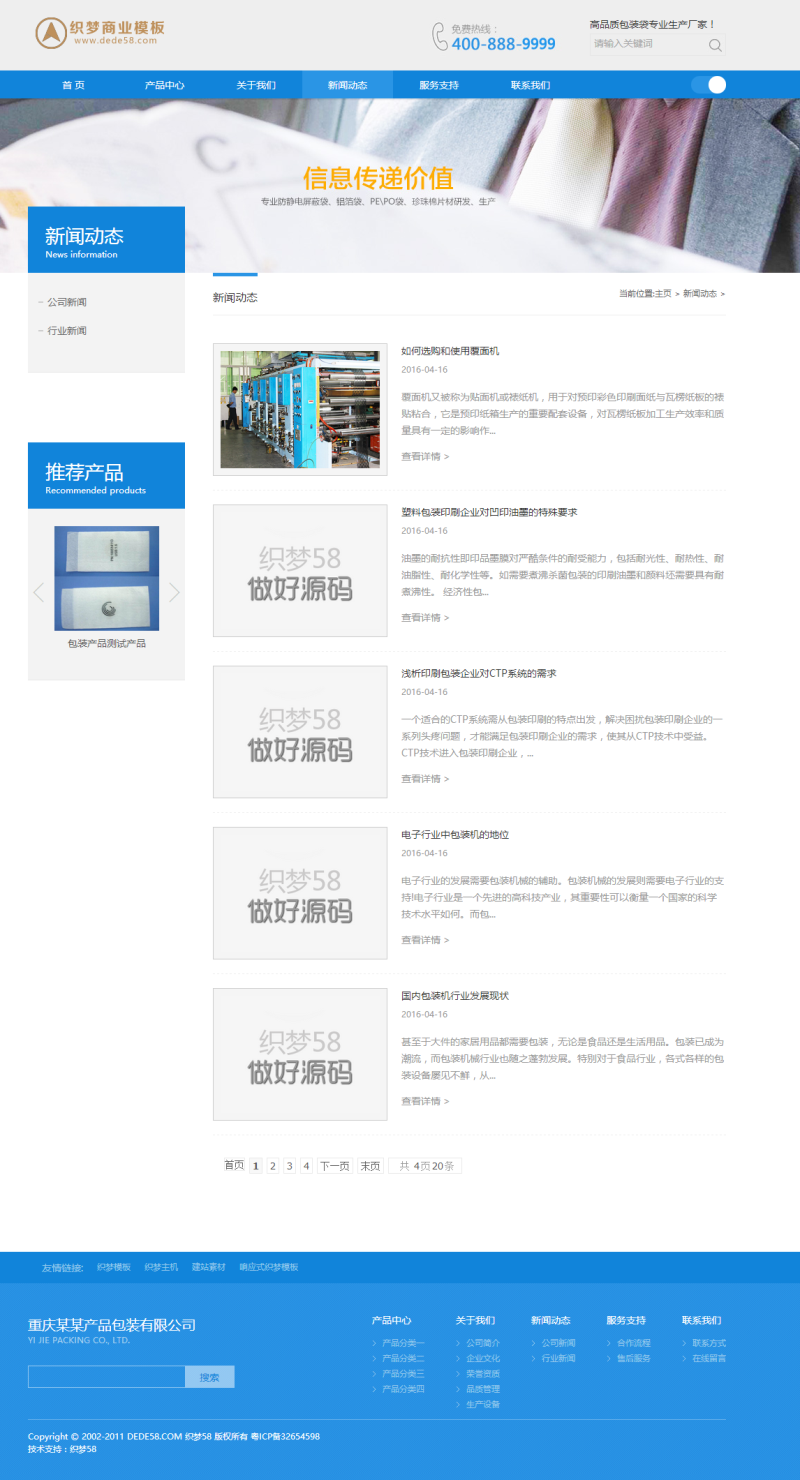 织梦商业模板
www.dede58.com
免费热线：
400-888-9999
高品质包装袋专业生产厂家！
请输入关键词
首 页
产品中心
关于我们
新闻动态
服务支持
联系我们
信息传递价值
专业防静电屏蔽袋、铝箔袋、PE\PO袋、珍珠棉片材研发、生产
新闻动态
News information
– 公司新闻
– 行业新闻
推荐产品
Recommended products
包装产品测试产品
新闻动态
当前位置:主页 > 新闻动态 >
如何选购和使用覆面机
2016-04-16
覆面机又被称为贴面机或裱纸机，用于对预印彩色印刷面纸与瓦楞纸板的裱
贴粘合，它是预印纸箱生产的重要配套设备，对瓦楞纸板加工生产效率和质
量具有一定的影响作...
查看详情 >
织梦58
做好源码
塑料包装印刷企业对凹印油墨的特殊要求
2016-04-16
油墨的耐抗性即印品墨膜对严酷条件的耐受能力，包括耐光性、耐热性、耐
油脂性、耐化学性等。如需要煮沸杀菌包装的印刷油墨和颜料还需要具有耐
煮沸性。 经济性包...
查看详情 >
织梦58
做好源码
浅析印刷包装企业对CTP系统的需求
2016-04-16
一个适合的CTP系统需从包装印刷的特点出发，解决困扰包装印刷企业的一
系列头疼问题，才能满足包装印刷企业的需求，使其从CTP技术中受益。
CTP技术进入包装印刷企业，...
查看详情 >
织梦58
做好源码
电子行业中包装机的地位
2016-04-16
电子行业的发展需要包装机械的辅助。包装机械的发展则需要电子行业的支
持!电子行业是一个先进的高科技产业，其重要性可以衡量一个国家的科学
技术水平如何。而包...
查看详情 >
织梦58
做好源码
国内包装机行业发展现状
2016-04-16
甚至于大件的家居用品都需要包装，无论是食品还是生活用品。包装已成为
潮流，而包装机械行业也随之蓬勃发展。特别对于食品行业，各式各样的包
装设备屡见不鲜，从...
查看详情 >
首页 1 2 3 4 下一页 末页 共 4页20条
友情链接: 织梦模板 织梦主机 建站素材 响应式织梦模板
重庆某某产品包装有限公司
YI JIE PACKING CO,. LTD.
搜索
产品中心
> 产品分类一
> 产品分类二
> 产品分类三
> 产品分类四
关于我们
> 公司简介
> 企业文化
> 荣誉资质
> 品质管理
> 生产设备
新闻动态
> 公司新闻
> 行业新闻
服务支持
> 合作流程
> 售后服务
联系我们
> 联系方式
> 在线留言
Copyright © 2002-2011 DEDE58.COM 织梦58 版权所有 粤ICP备32654598
技术支持：织梦58